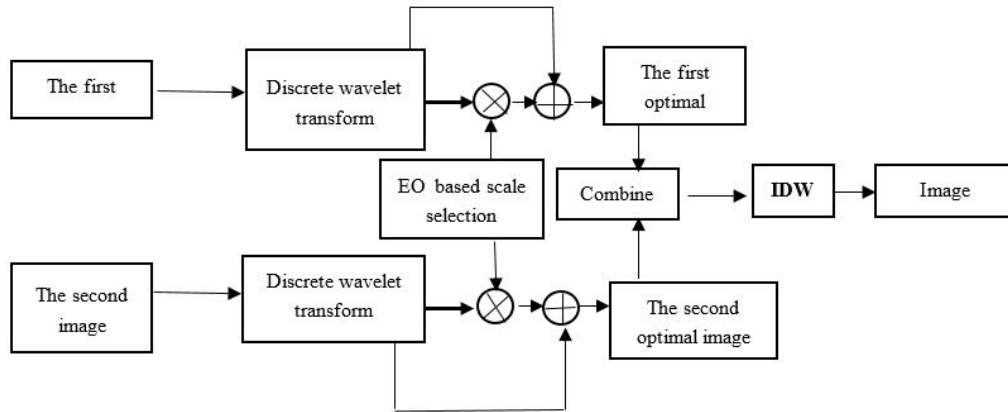 The first
Discrete wavelet
transform
The first
optimal
EO based scale
selection
Combine
IDW
Image
The second
image
Discrete wavelet
transform
The second
optimal image